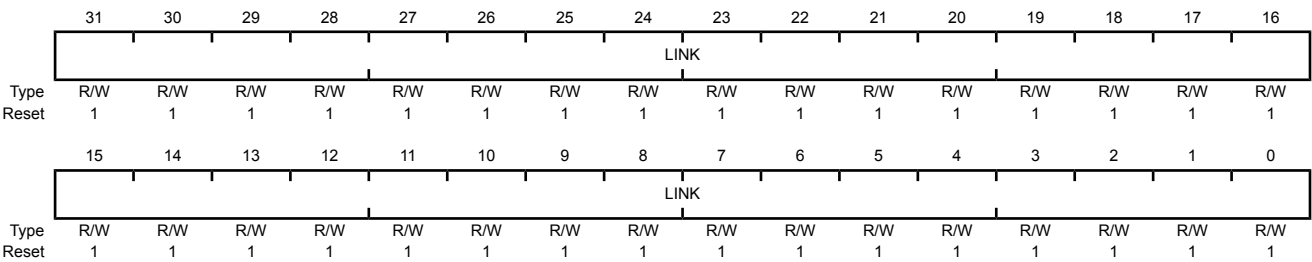 31 30 29 28 27 26 25 24 23 22 21 20 19 18 17 16
LINK
Type R/W R/W R/W R/W R/W R/W R/W R/W R/W R/W R/W R/W R/W R/W R/W R/W
Reset 1 1 1 1 1 1 1 1 1 1 1 1 1 1 1 1
15 14 13 12 11 10 9 8 7 6 5 4 3 2 1 0
LINK
Type R/W R/W R/W R/W R/W R/W R/W R/W R/W R/W R/W R/W R/W R/W R/W R/W
Reset 1 1 1 1 1 1 1 1 1 1 1 1 1 1 1 1